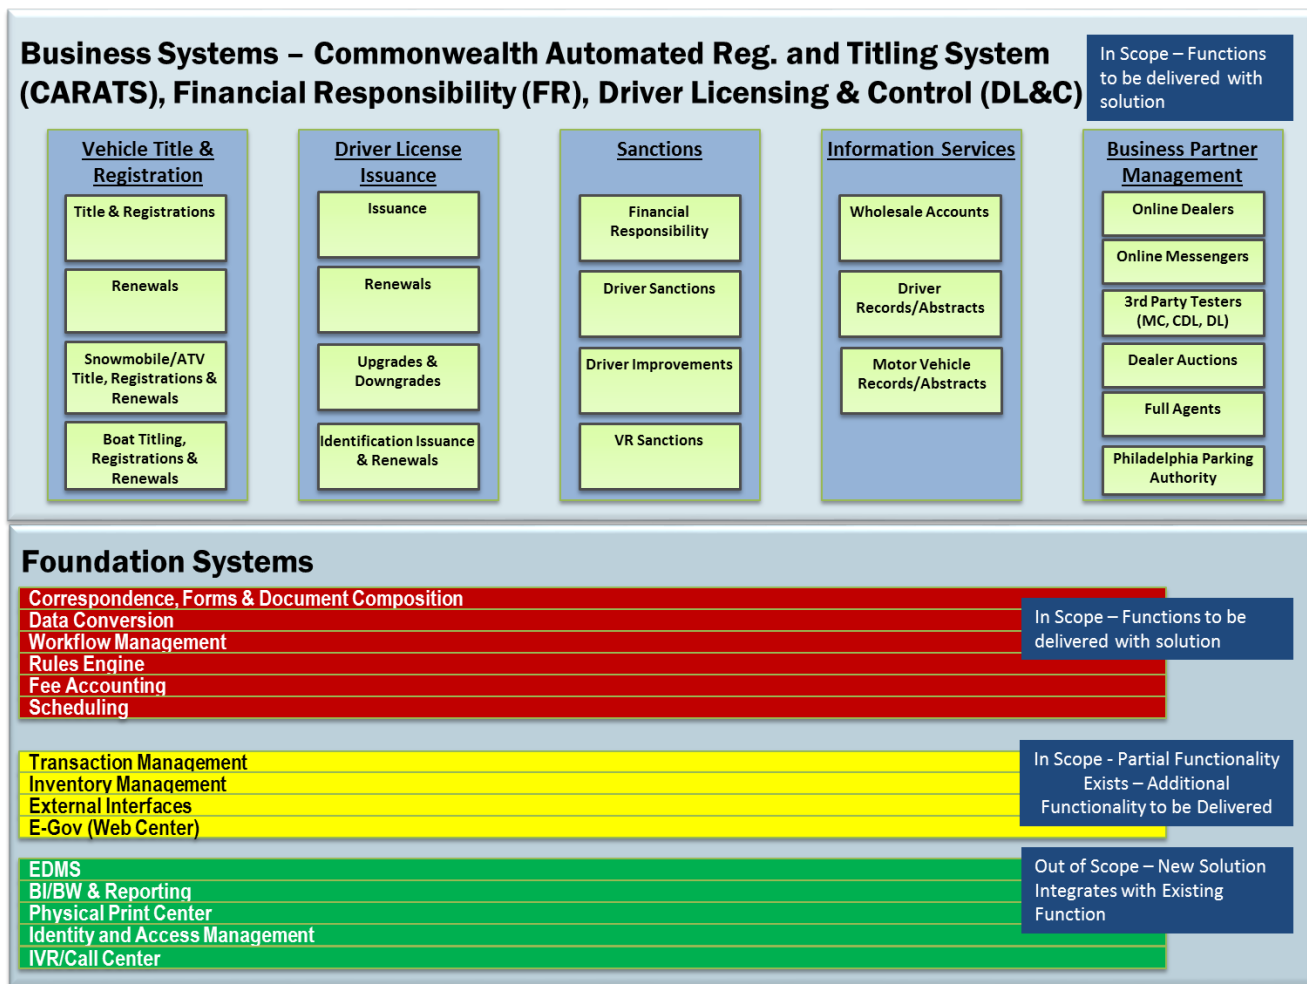 Business Systems – Commonwealth Automated Reg. and Titling System
(CARATS), Financial Responsibility (FR), Driver Licensing & Control (DL&C)
In Scope – Functions
to be delivered with
solution
Vehicle Title &
Registration
Title & Registrations
Renewals
Snowmobile/ATV
Title, Registrations &
Renewals
Boat Titling,
Registrations &
Renewals
Driver License
Issuance
Issuance
Renewals
Upgrades &
Downgrades
Identification Issuance
& Renewals
Sanctions
Financial
Responsibility
Driver Sanctions
Driver Improvements
VR Sanctions
Information Services
Wholesale Accounts
Driver
Records/Abstracts
Motor Vehicle
Records/Abstracts
Business Partner
Management
Online Dealers
Online Messengers
3rd Party Testers
(MC, CDL, DL)
Dealer Auctions
Full Agents
Philadelphia Parking
Authority
Foundation Systems
Correspondence, Forms & Document Composition
Data Conversion
Workflow Management
Rules Engine
Fee Accounting
Scheduling
In Scope – Functions to be
delivered with solution
Transaction Management
Inventory Management
External Interfaces
E-Gov (Web Center)
In Scope - Partial Functionality
Exists – Additional
Functionality to be Delivered
EDMS
BI/BW & Reporting
Physical Print Center
Identity and Access Management
IVR/Call Center
Out of Scope – New Solution
Integrates with Existing
Function